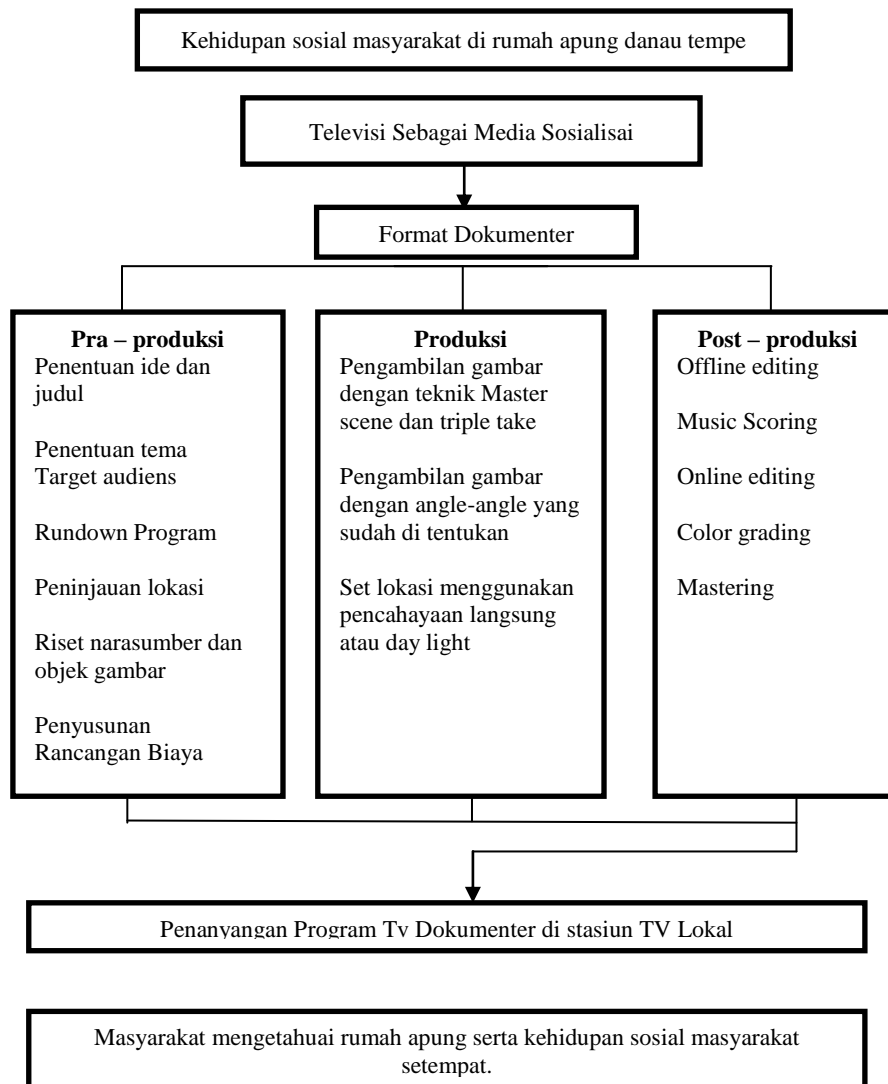 Kehidupan sosial masyarakat di rumah apung danau tempe
Televisi Sebagai Media Sosialisai
Format Dokumenter
Pra – produksi
Penentuan ide dan
judul
Penentuan tema
Target audiens
Rundown Program
Peninjauan lokasi
Riset narasumber dan
objek gambar
Penyusunan
Rancangan Biaya
Produksi
Pengambilan gambar
dengan teknik Master
scene dan triple take
Pengambilan gambar
dengan angle-angle yang
sudah di tentukan
Set lokasi menggunakan
pencahayaan langsung
atau day light
Post – produksi
Offline editing
Music Scoring
Online editing
Color grading
Mastering
Penanyangan Program Tv Dokumenter di stasiun TV Lokal
Masyarakat mengetahuai rumah apung serta kehidupan sosial masyarakat
setempat.